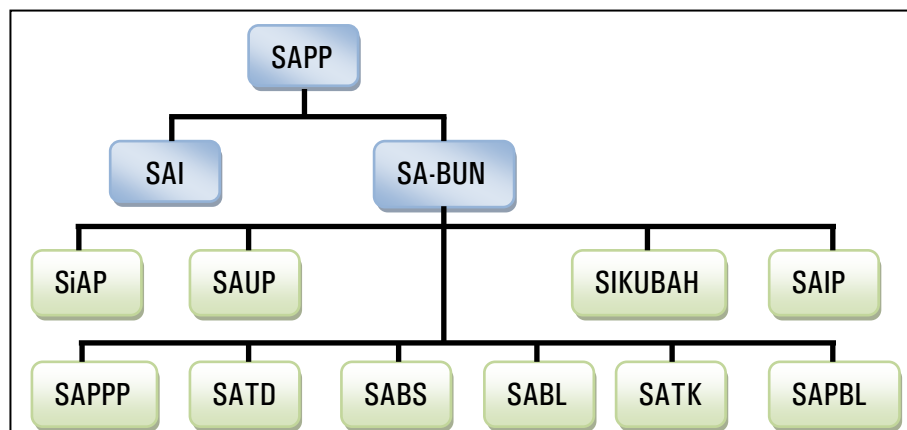 SAPP
SAI SA-BUN
SiAP SAUP SIKUBAH SAIP
SAPPP SATD SABS SABL SATK SAPBL